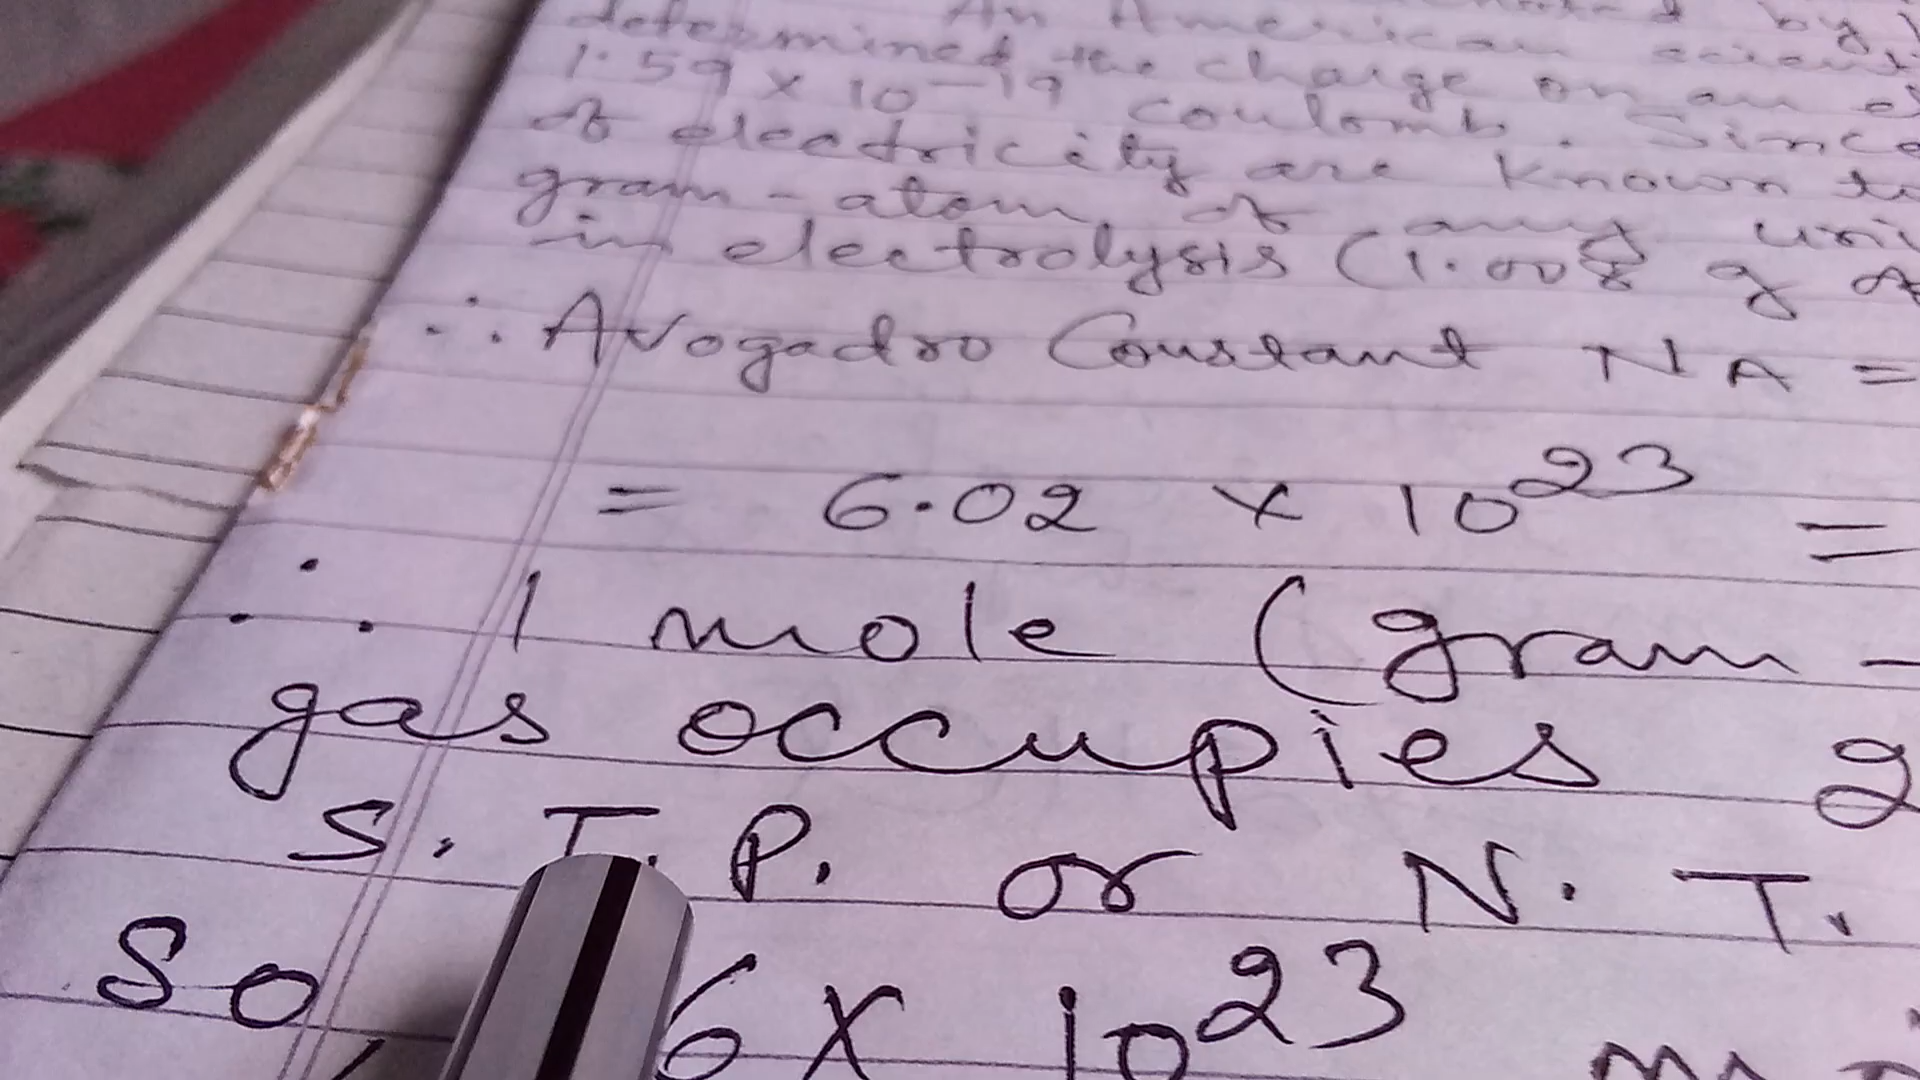 An American
determined the charge on an
1.59 x 10-19 coulomb. Since
of electricity are known to
gram-atom of any
in electrolysis (1.008 g of
∴ Avogadro Constant NA =
= 6.02 x 10²³ =
∴ 1 mole (gram-
gas occupies 2
S.T.P. or N.T.
So 6 x 10²³